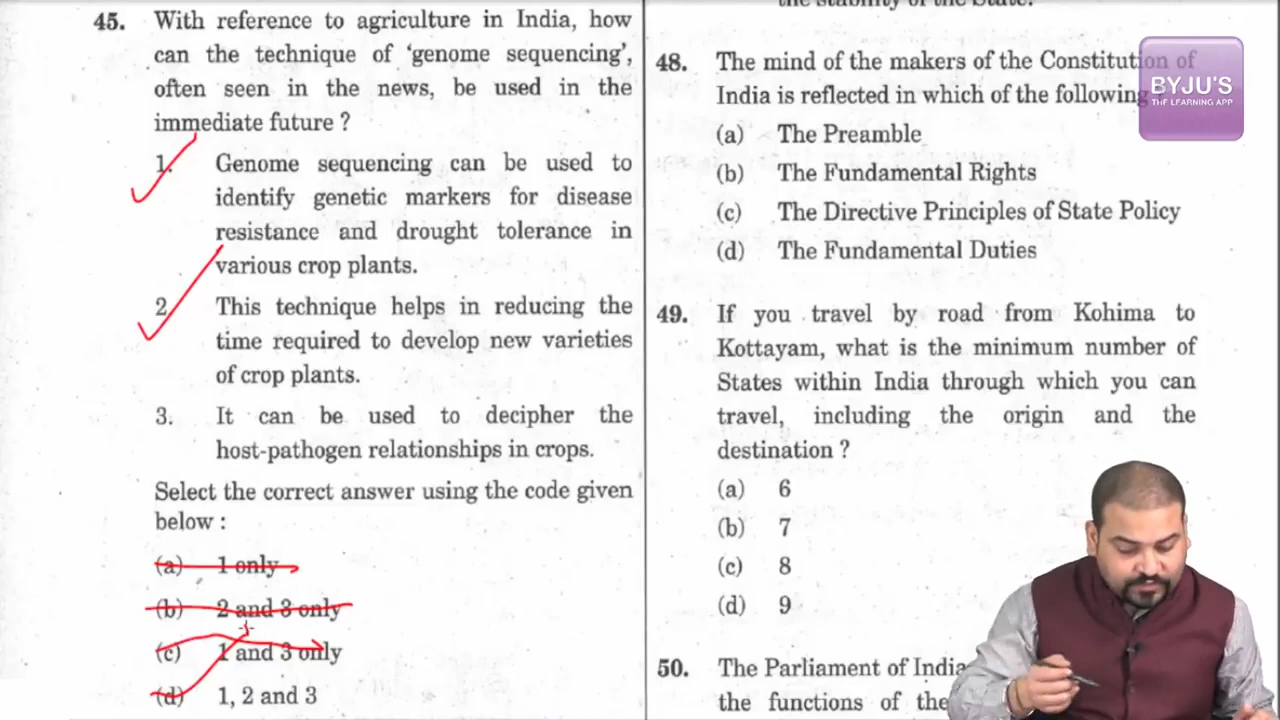 45. With reference to agriculture in India, how
can the technique of 'genome sequencing',
often seen in the news, be used in the
immediate future ?
1. Genome sequencing can be used to
identify genetic markers for disease
resistance and drought tolerance in
various crop plants.
2. This technique helps in reducing the
time required to develop new varieties
of crop plants.
3. It can be used to decipher the
host-pathogen relationships in crops.
Select the correct answer using the code given
below :
(a) 1 only
(b) 2 and 3 only
(c) 1 and 3 only
(d) 1, 2 and 3
the stability of the State.
48. The mind of the makers of the Constitution of
India is reflected in which of the following
(a) The Preamble
(b) The Fundamental Rights
(c) The Directive Principles of State Policy
(d) The Fundamental Duties
49. If you travel by road from Kohima to
Kottayam, what is the minimum number of
States within India through which you can
travel, including the origin and the
destination ?
(a) 6
(b) 7
(c) 8
(d) 9
50. The Parliament of India
the functions of the
BYJU'S
THE LEARNING APP